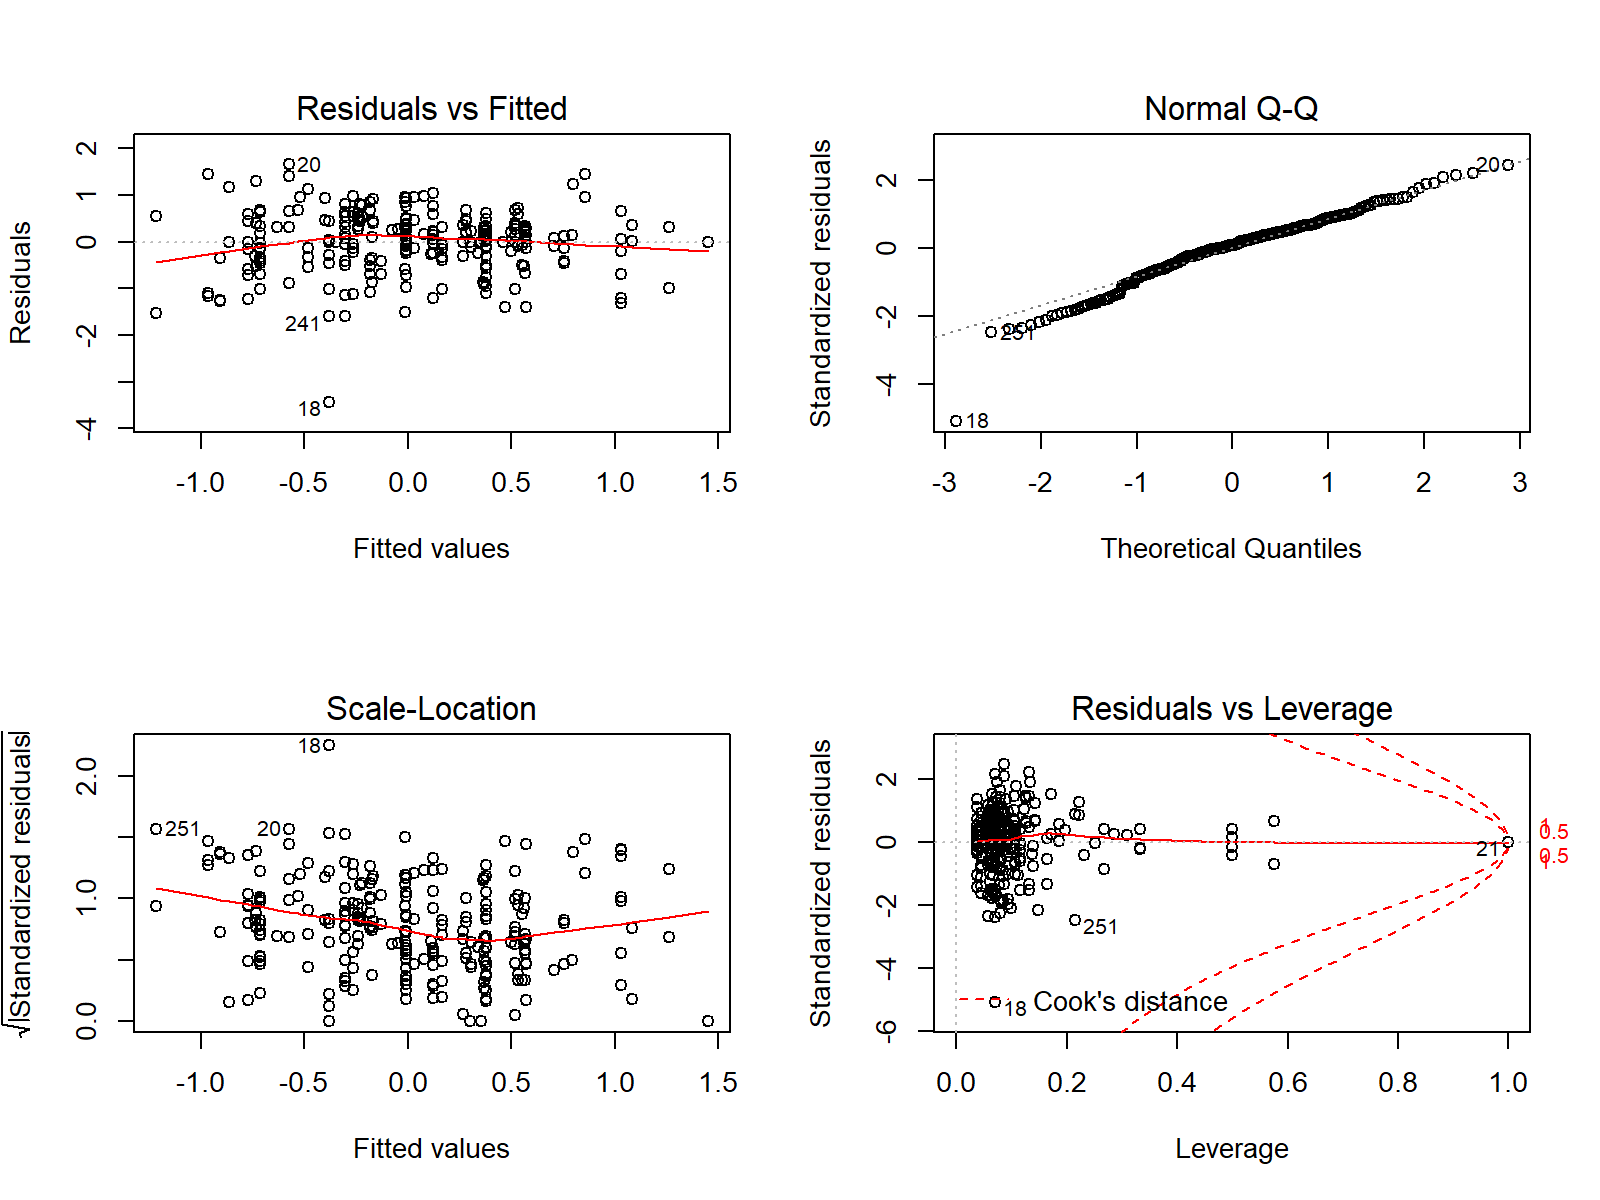 Residuals vs Fitted
Residuals
2
1
0
-2
-4
20
241
18
-1.0 -0.5 0.0 0.5 1.0 1.5
Fitted values
Normal Q-Q
Standardized residuals
2
0
-2
-4
20
251
18
-3 -2 -1 0 1 2 3
Theoretical Quantiles
Scale-Location
√|Standardized residuals|
2.0
1.0
0.0
18
251
20
-1.0 -0.5 0.0 0.5 1.0 1.5
Fitted values
Residuals vs Leverage
Standardized residuals
2
0
-2
-4
-6
1
0.5
0.5
1
217
251
18
Cook's distance
0.0 0.2 0.4 0.6 0.8 1.0
Leverage